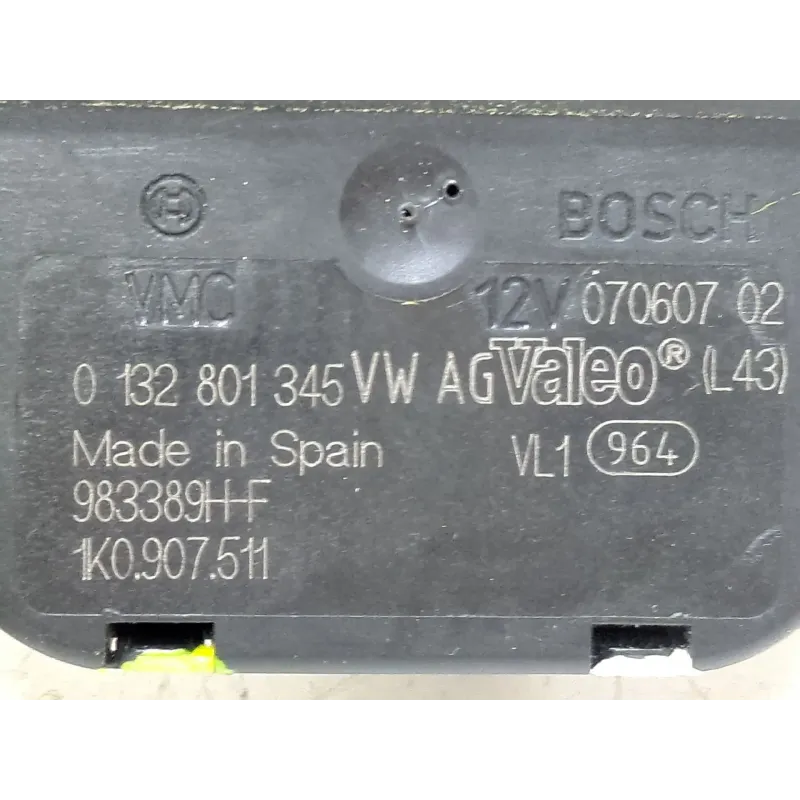 BOSCH
VMC 12V 070607 02
0 132 801 345 VW AG Valeo® (L43)
Made in Spain VL1 964
983389H-F
1K0.907.511